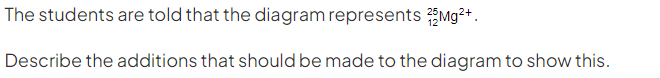 The students are told that the diagram represents ²⁵₁₂Mg²⁺.
Describe the additions that should be made to the diagram to show this.